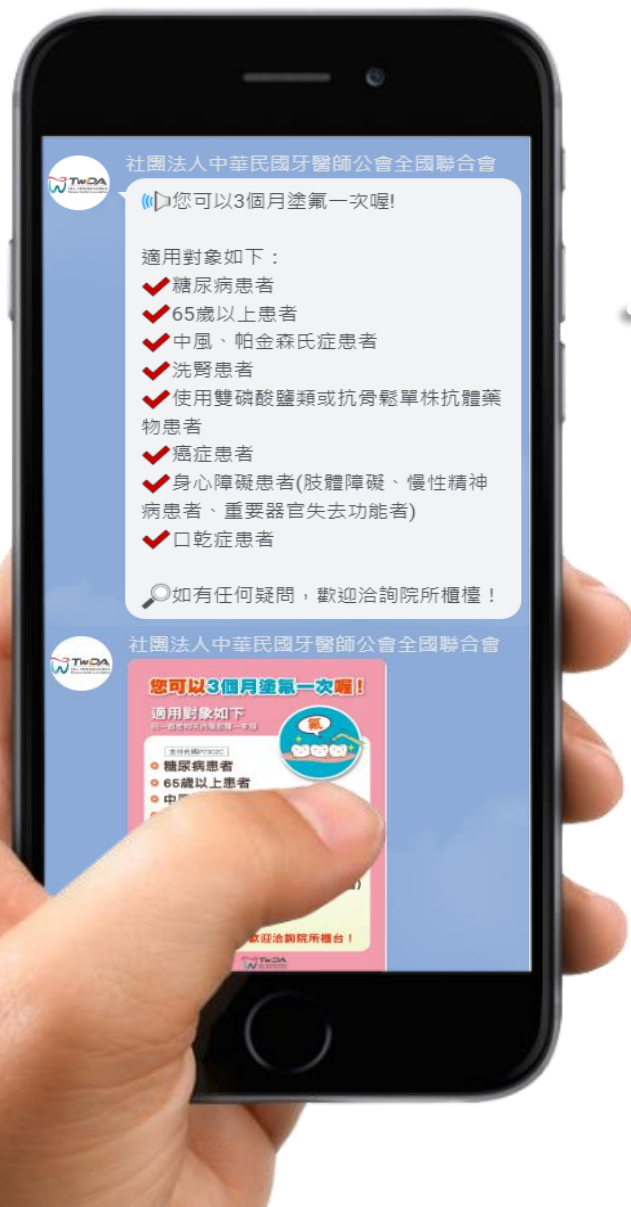 社團法人中華民國牙醫師公會全國聯合會
TWDA
您可以3個月塗氟一次喔!
適用對象如下：
糖尿病患者
65歲以上患者
中風、帕金森氏症患者
洗腎患者
使用雙磷酸鹽類或抗骨鬆單株抗體藥
物患者
癌症患者
身心障礙患者(肢體障礙、慢性精神
病患者、重要器官失去功能者)
口乾症患者
如有任何疑問，歡迎洽詢院所櫃檯！
社團法人中華民國牙醫師公會全國聯合會
TWDA
您可以3個月塗氟一次喔！
適用對象如下
氟
糖尿病患者
65歲以上患者
中
歡迎洽詢院所櫃台！
TWDA